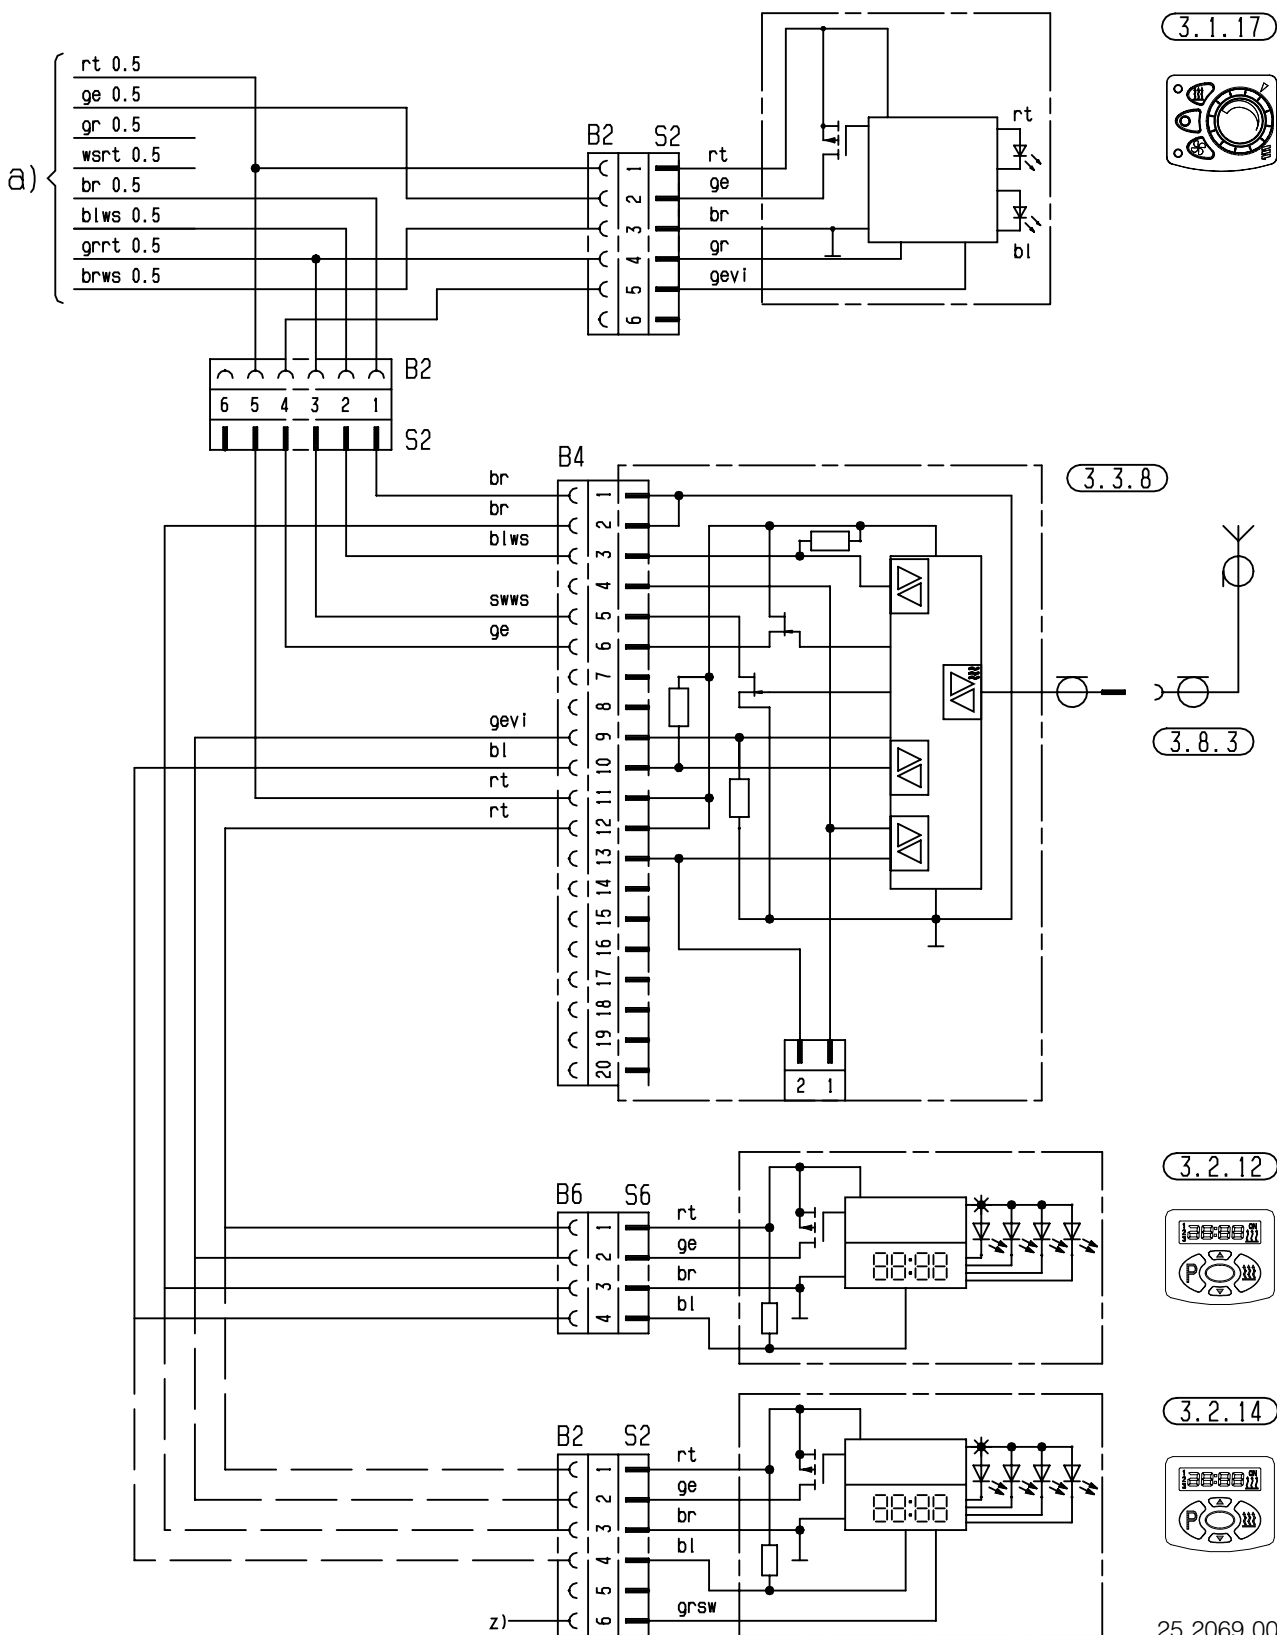 3.1.17
rt 0.5
ge 0.5
gr 0.5
wsrt 0.5
br 0.5
blws 0.5
grrt 0.5
brws 0.5
a)
B2 S2
1
2
3
4
5
6
rt
ge
br
gr
gevi
rt
bl
B2
6 5 4 3 2 1
S2
B4
3.3.8
br
br
blws
swws
ge
gevi
bl
rt
rt
1
2
3
4
5
6
7
8
9
10
11
12
13
14
15
16
17
18
19
20
2 1
3.8.3
3.2.12
B6 S6
1
2
3
4
rt
ge
br
bl
88:88
P
3.2.14
B2 S2
1
2
3
4
5
6
rt
ge
br
bl
grsw
88:88
P
z)
25 2069 00